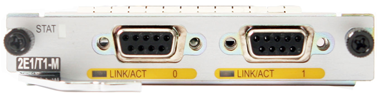 STAT
2E1/T1-M
LINK/ACT 0
LINK/ACT 1